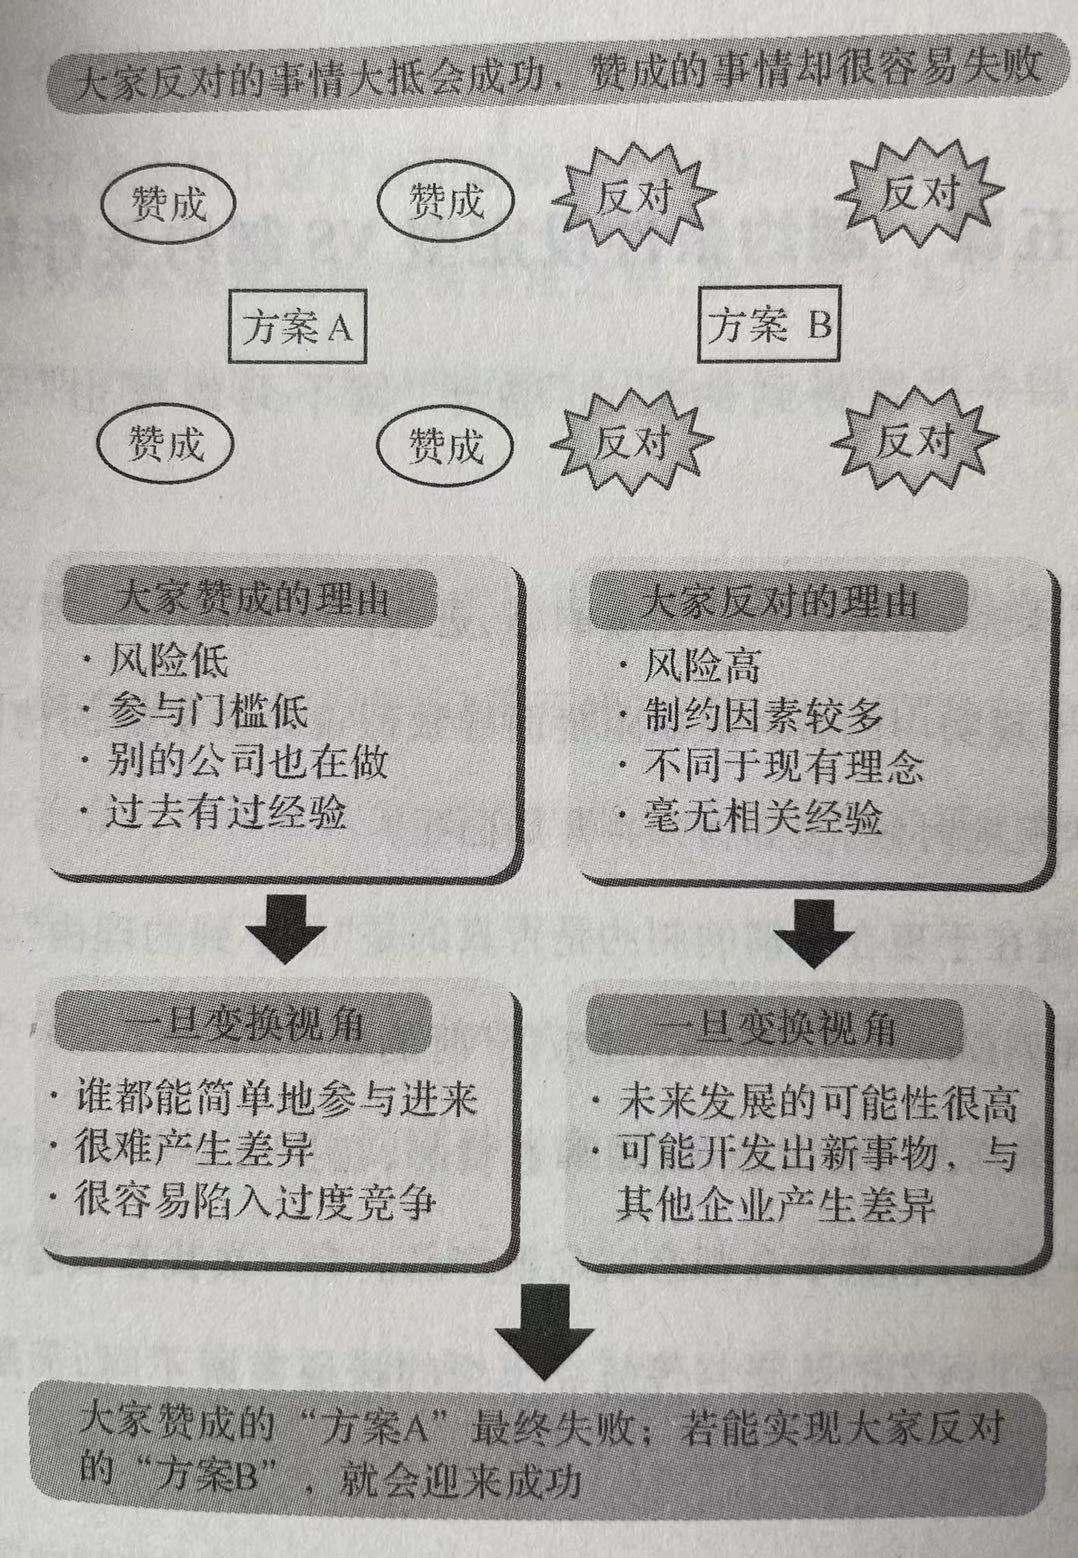 大家反对的事情大抵会成功，赞成的事情却很容易失败
赞成
赞成
反对
反对
方案A
方案 B
赞成
赞成
反对
反对
大家赞成的理由
·风险低
·参与门槛低
·别的公司也在做
·过去有过经验
大家反对的理由
·风险高
·制约因素较多
·不同于现有理念
·毫无相关经验
一旦变换视角
·谁都能简单地参与进来
·很难产生差异
·很容易陷入过度竞争
一旦变换视角
·未来发展的可能性很高
·可能开发出新事物，与
其他企业产生差异
大家赞成的“方案A”最终失败；若能实现大家反对
的“方案B”，就会迎来成功